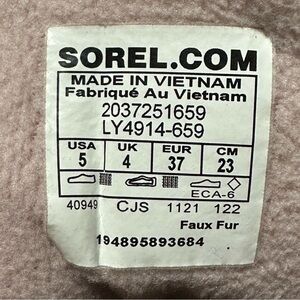 SOREL.COM
MADE IN VIETNAM
Fabriqué Au Vietnam
2037251659
LY4914-659
USA UK EUR CM
5 4 37 23
ECA-6
40949 CJS 1121 122
Faux Fur
194895893684